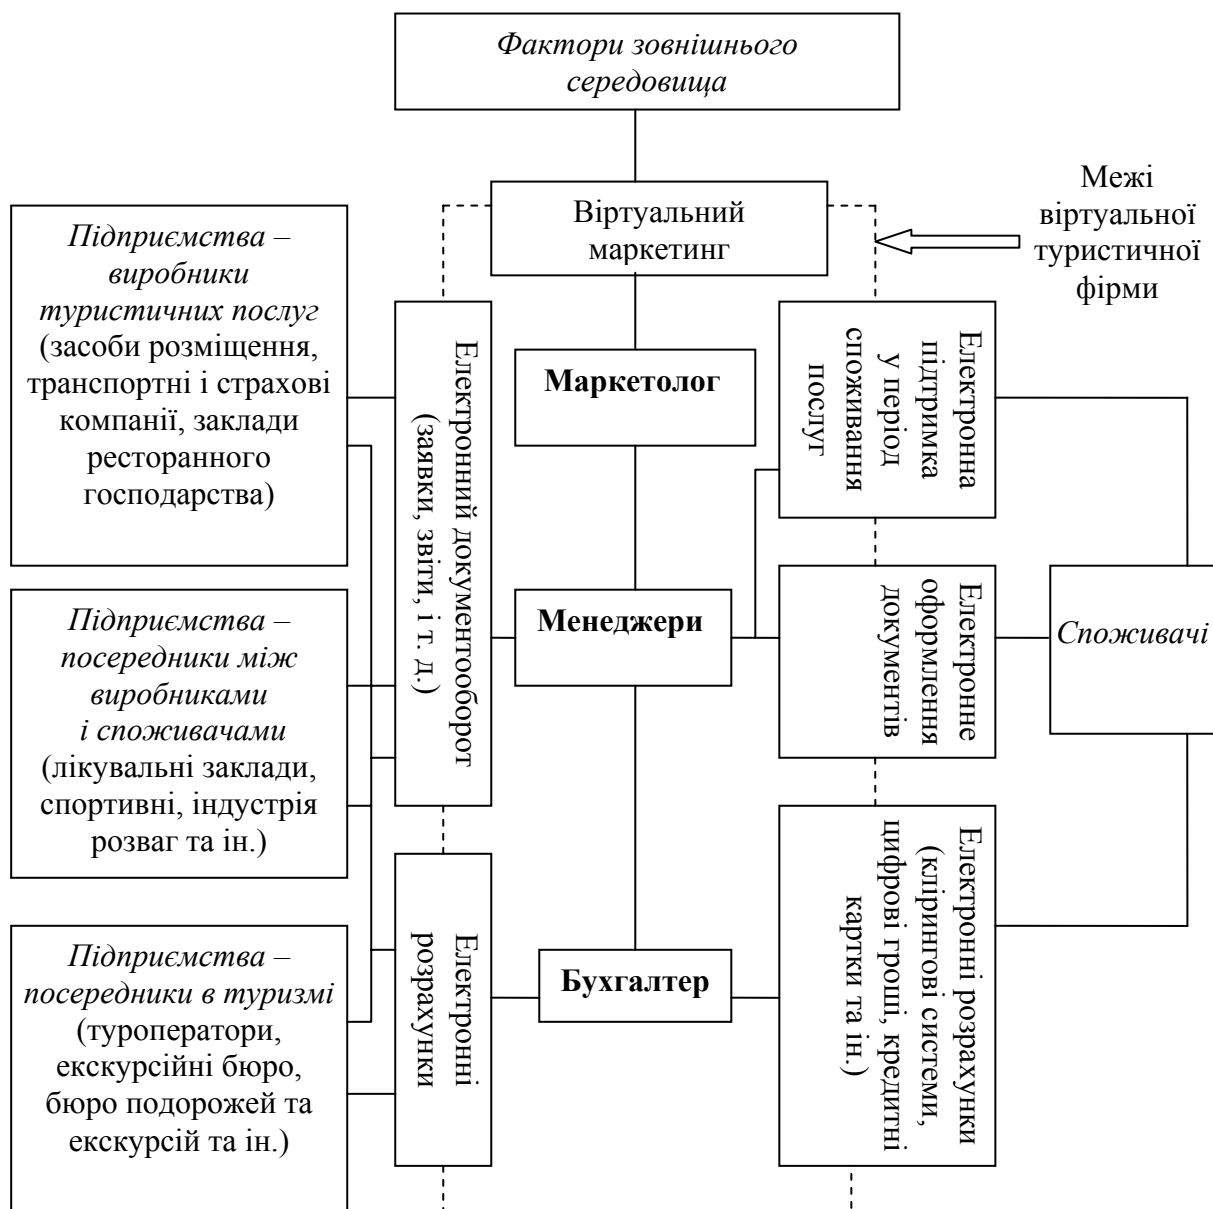 Фактори зовнішнього
середовища
Віртуальний
маркетинг
Межі
віртуальної
туристичної
фірми
Підприємства –
виробники
туристичних послуг
(засоби розміщення,
транспортні і страхові
компанії, заклади
ресторанного
господарства)
Підприємства –
посередники між
виробниками
і споживачами
(лікувальні заклади,
спортивні, індустрія
розваг та ін.)
Підприємства –
посередники в туризмі
(туроператори,
екскурсійні бюро,
бюро подорожей та
екскурсій та ін.)
Електронний документооборот
(заявки, звіти, і т. д.)
Електронні
розрахунки
Маркетолог
Менеджери
Бухгалтер
Електронна
підтримка
у період
споживання
послуг
Електронне
оформлення
документів
Електронні розрахунки
(клірингові системи,
цифрові гроші, кредитні
картки та ін.)
Споживачі